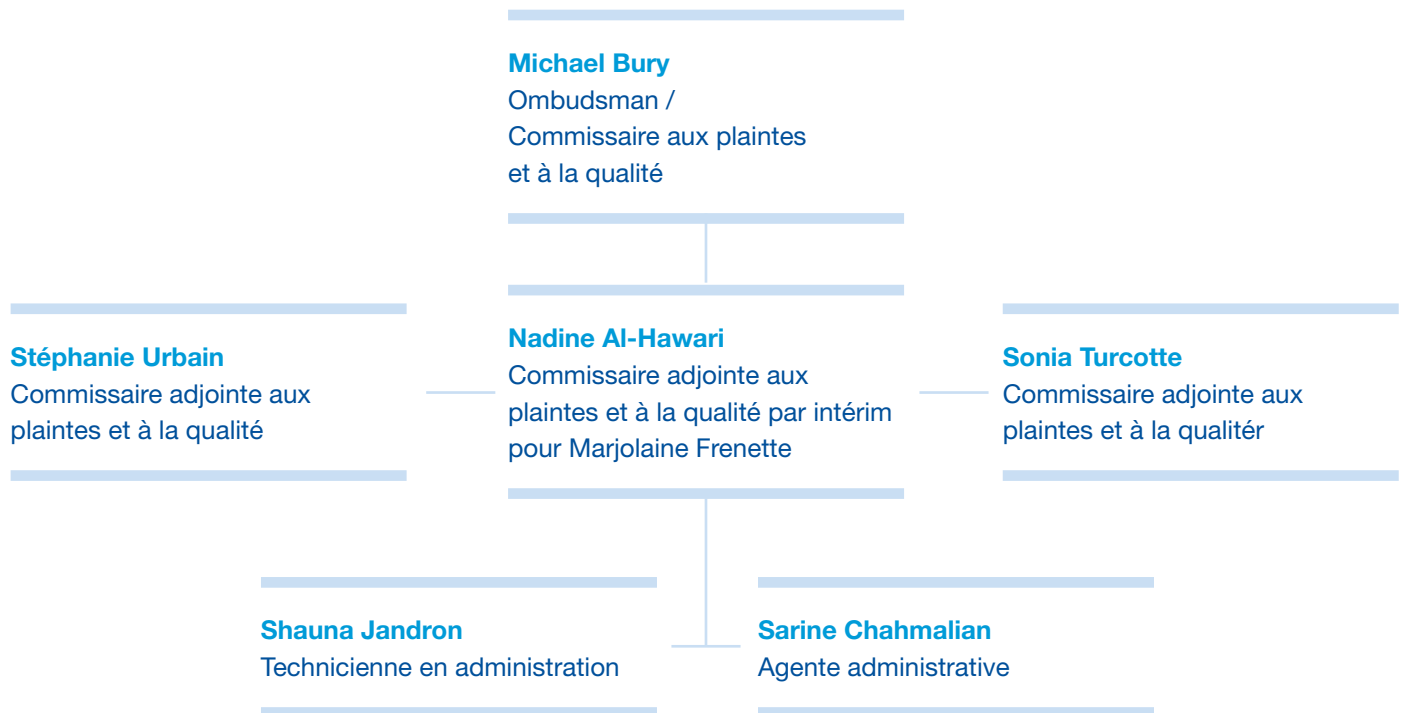 Michael Bury
Ombudsman /
Commissaire aux plaintes
et à la qualité
Stéphanie Urbain
Commissaire adjointe aux
plaintes et à la qualité
Nadine Al-Hawari
Commissaire adjointe aux
plaintes et à la qualité par intérim
pour Marjolaine Frenette
Sonia Turcotte
Commissaire adjointe aux
plaintes et à la qualitér
Shauna Jandron
Technicienne en administration
Sarine Chahmalian
Agente administrative